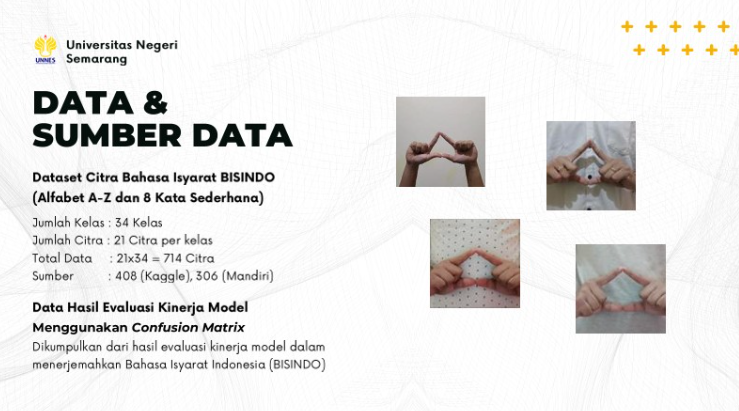 Universitas Negeri
Semarang
UNNES
DATA &
SUMBER DATA
Dataset Citra Bahasa Isyarat BISINDO
(Alfabet A-Z dan 8 Kata Sederhana)
Jumlah Kelas : 34 Kelas
Jumlah Citra : 21 Citra per kelas
Total Data : 21x34 = 714 Citra
Sumber : 408 (Kaggle), 306 (Mandiri)
Data Hasil Evaluasi Kinerja Model
Menggunakan Confusion Matrix
Dikumpulkan dari hasil evaluasi kinerja model dalam
menerjemahkan Bahasa Isyarat Indonesia (BISINDO)